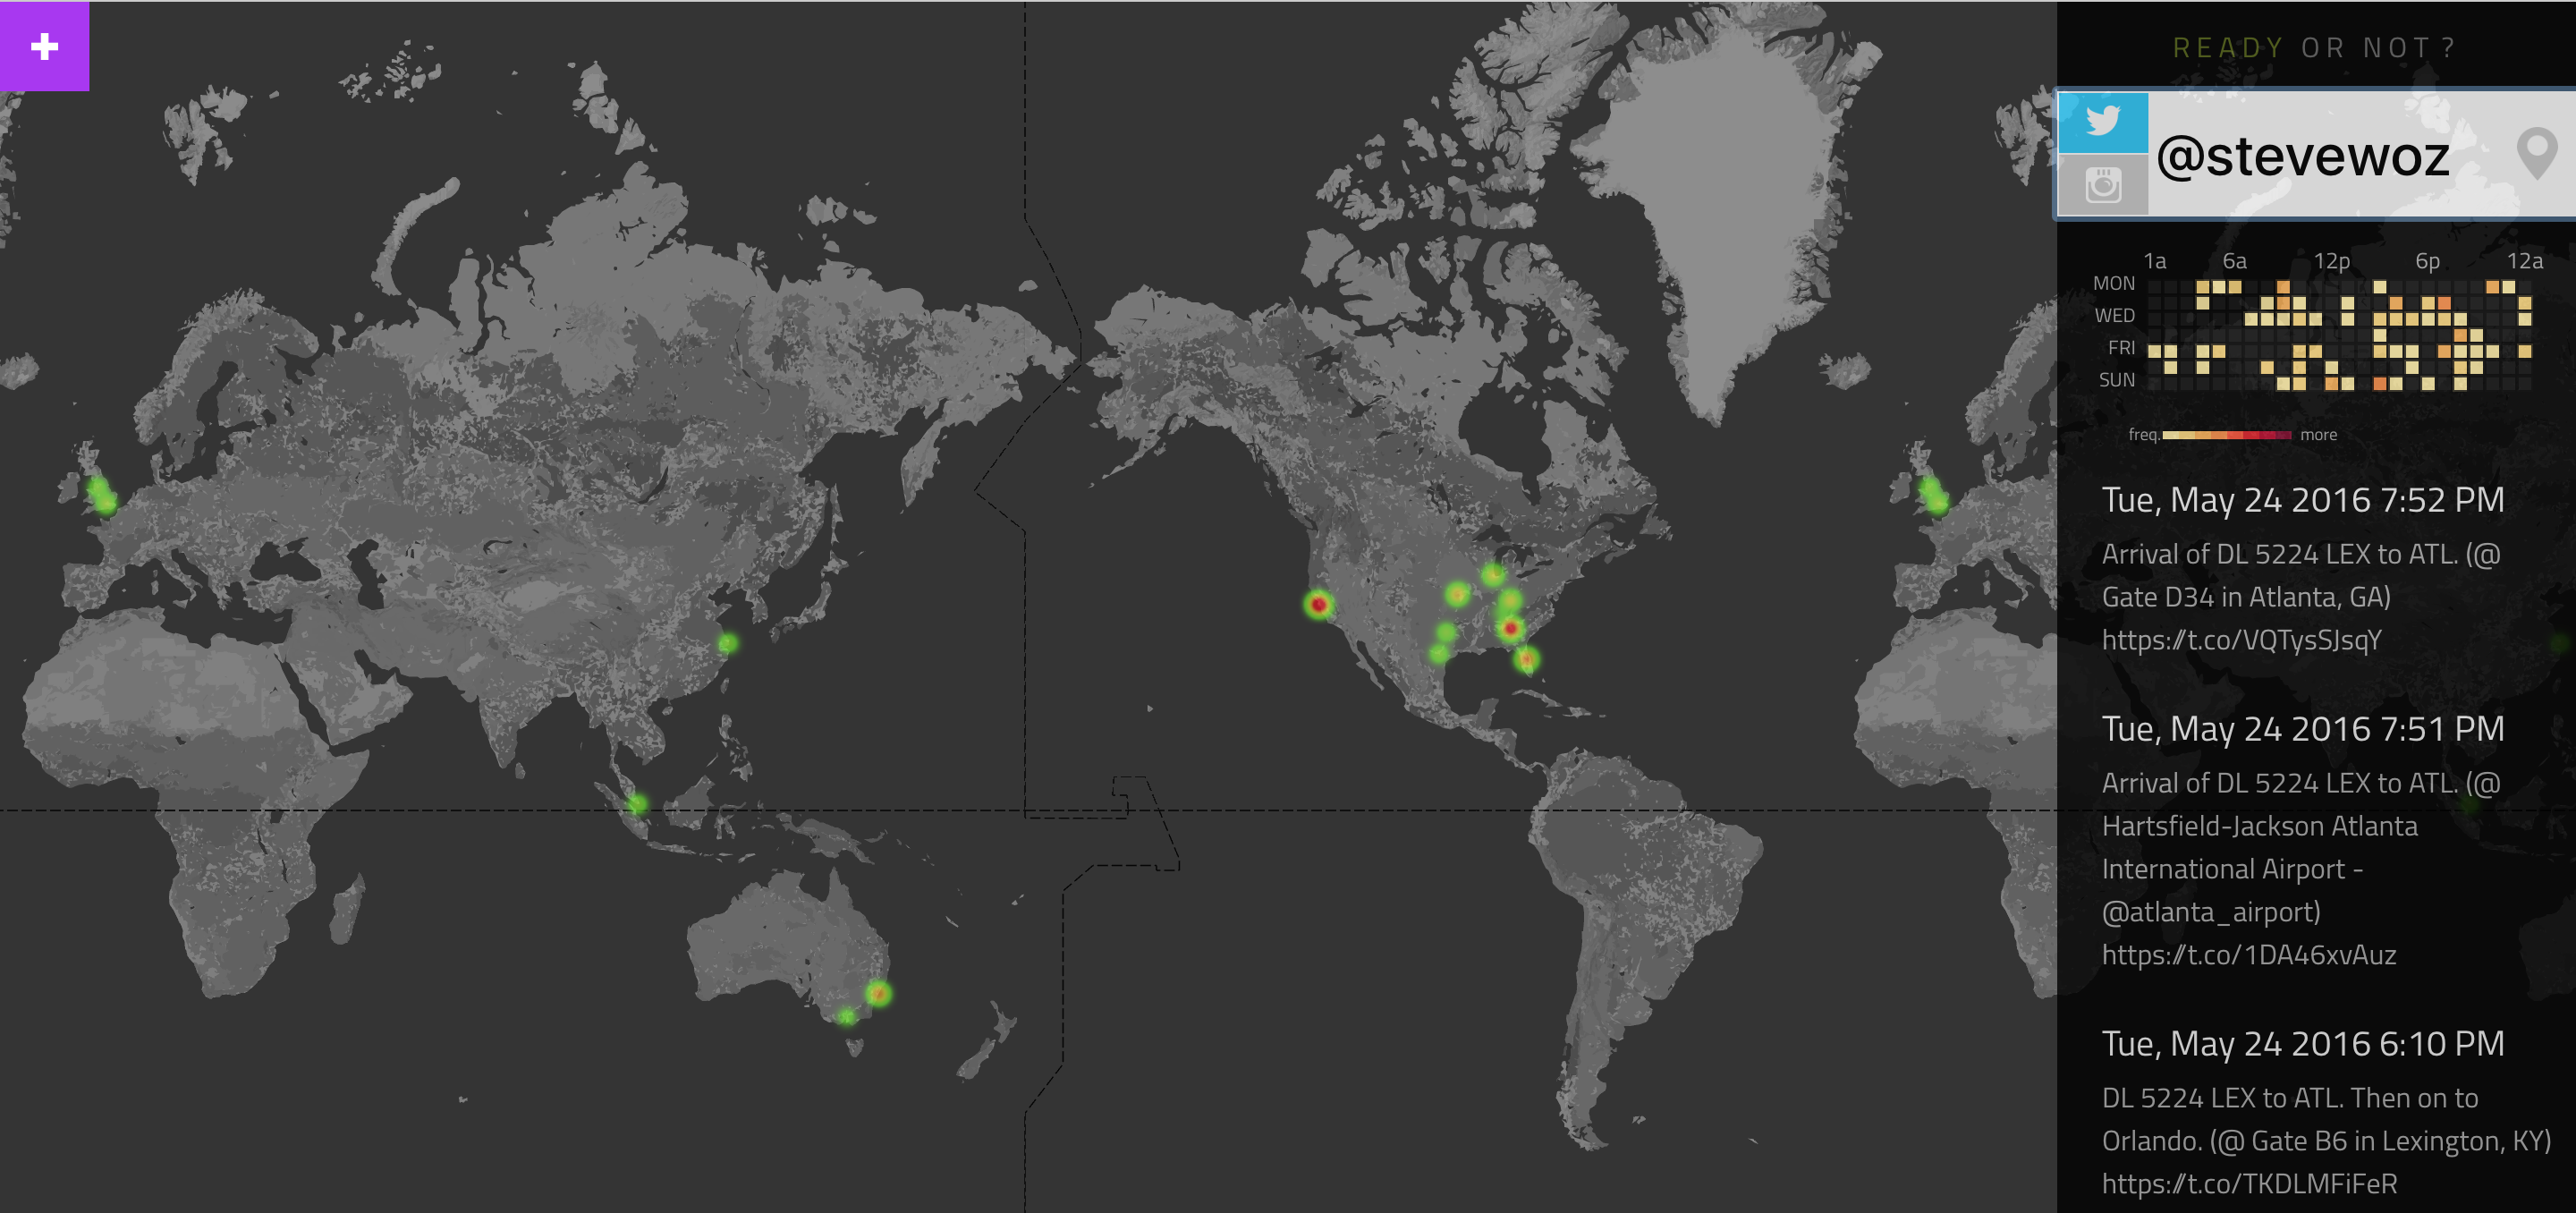 READY OR NOT?
@stevewoz
1a 6a 12p 6p 12a
MON
WED
FRI
SUN
freq. more
Tue, May 24 2016 7:52 PM
Arrival of DL 5224 LEX to ATL. (@
Gate D34 in Atlanta, GA)
https://t.co/VQTysSJsqY
Tue, May 24 2016 7:51 PM
Arrival of DL 5224 LEX to ATL. (@
Hartsfield-Jackson Atlanta
International Airport -
@atlanta_airport)
https://t.co/1DA46xvAuz
Tue, May 24 2016 6:10 PM
DL 5224 LEX to ATL. Then on to
Orlando. (@ Gate B6 in Lexington, KY)
https://t.co/TKDLMFiFeR